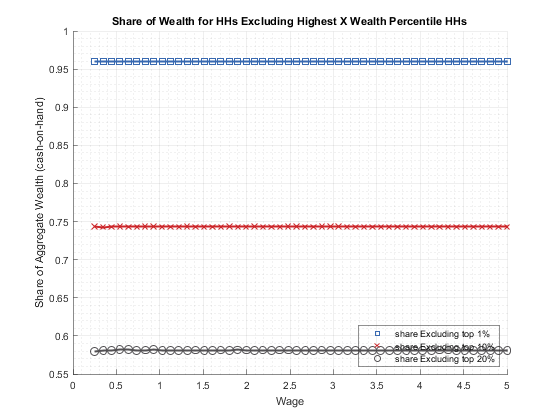 Share of Wealth for HHs Excluding Highest X Wealth Percentile HHs
Share of Aggregate Wealth (cash-on-hand)
1
0.95
0.9
0.85
0.8
0.75
0.7
0.65
0.6
0.55
share Excluding top 1%
share Excluding top 10%
share Excluding top 20%
0 0.5 1 1.5 2 2.5 3 3.5 4 4.5 5
Wage